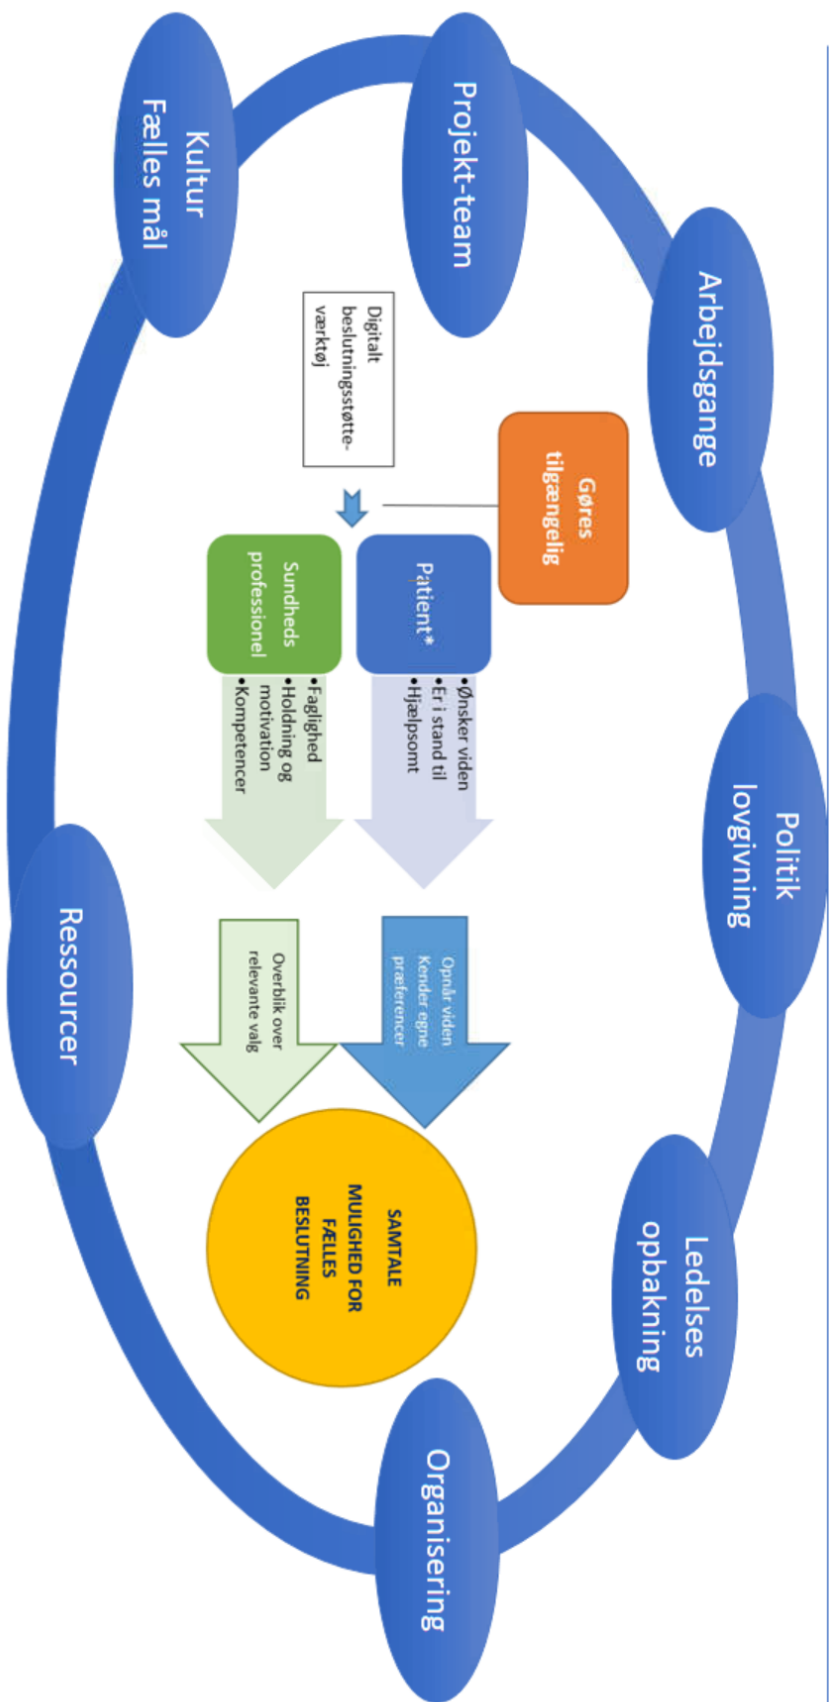 Politik
lovgivning
Arbejdsgange
Ledelses
opbakning
Projekt-team
Organisering
Kultur
Fælles mål
Ressourcer
Gøres
tilgængelig
Digitalt
beslutningsstøtte-
værktøj
Patient*
•Ønsker viden
•Er i stand til
•Hjælpsomt
Opnår viden
Kender egne
præferencer
Sundheds
professionel
•Faglighed
•Holdning og
motivation
•Kompetencer
Overblik over
relevante valg
SAMTALE
MULIGHED FOR
FÆLLES
BESLUTNING